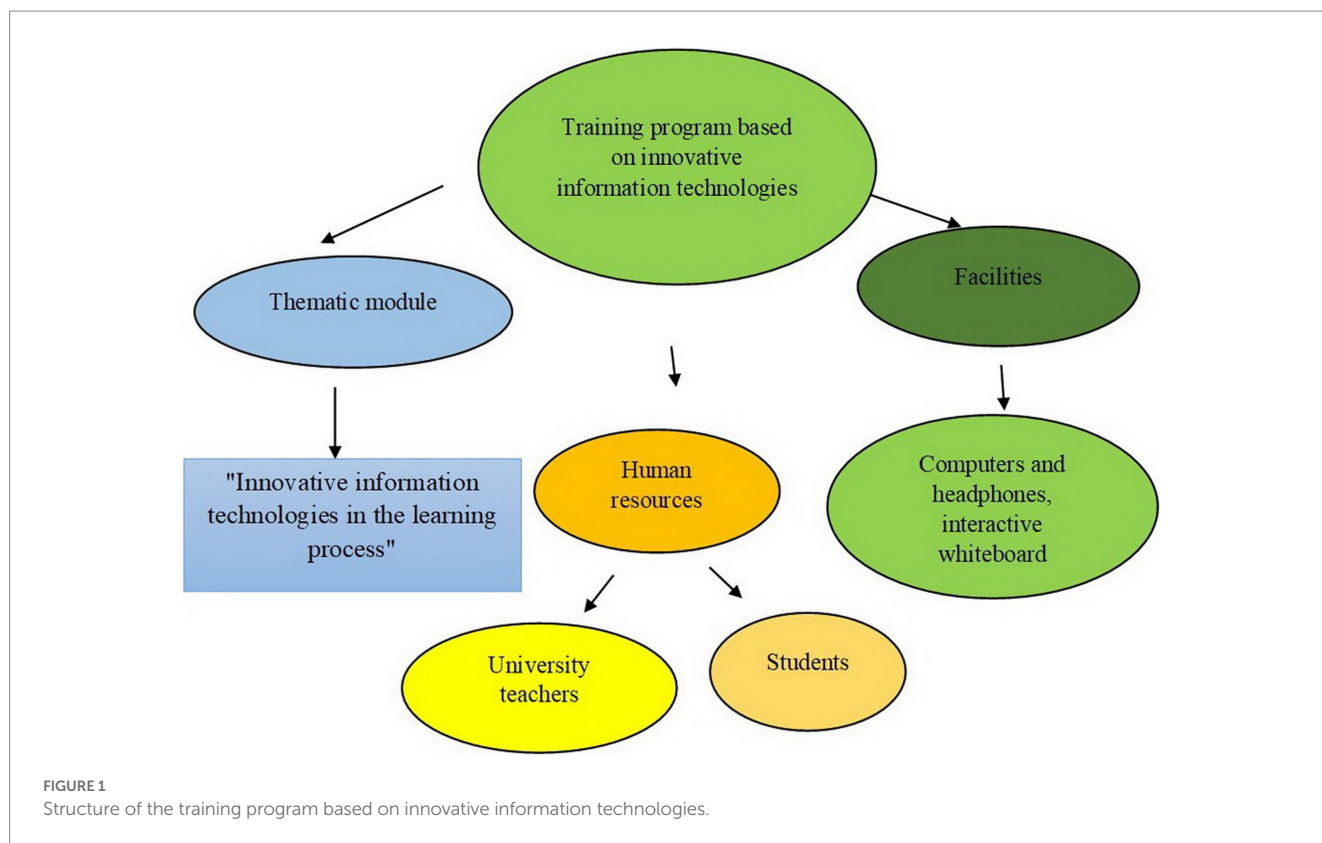 Training program based
on innovative
information technologies
Thematic module
Facilities
"Innovative information
technologies in the learning
process"
Human
resources
Computers and
headphones,
interactive
whiteboard
University
teachers
Students
FIGURE 1
Structure of the training program based on innovative information technologies.